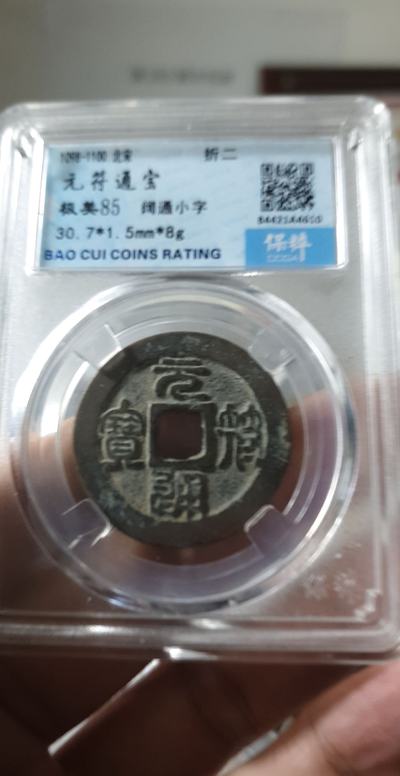 1098-1100 北宋 折二
元符通宝
极美85 阔通小字
30.7*1.5mm*8g
BAO CUI COINS RATING
保粹
元符通寶